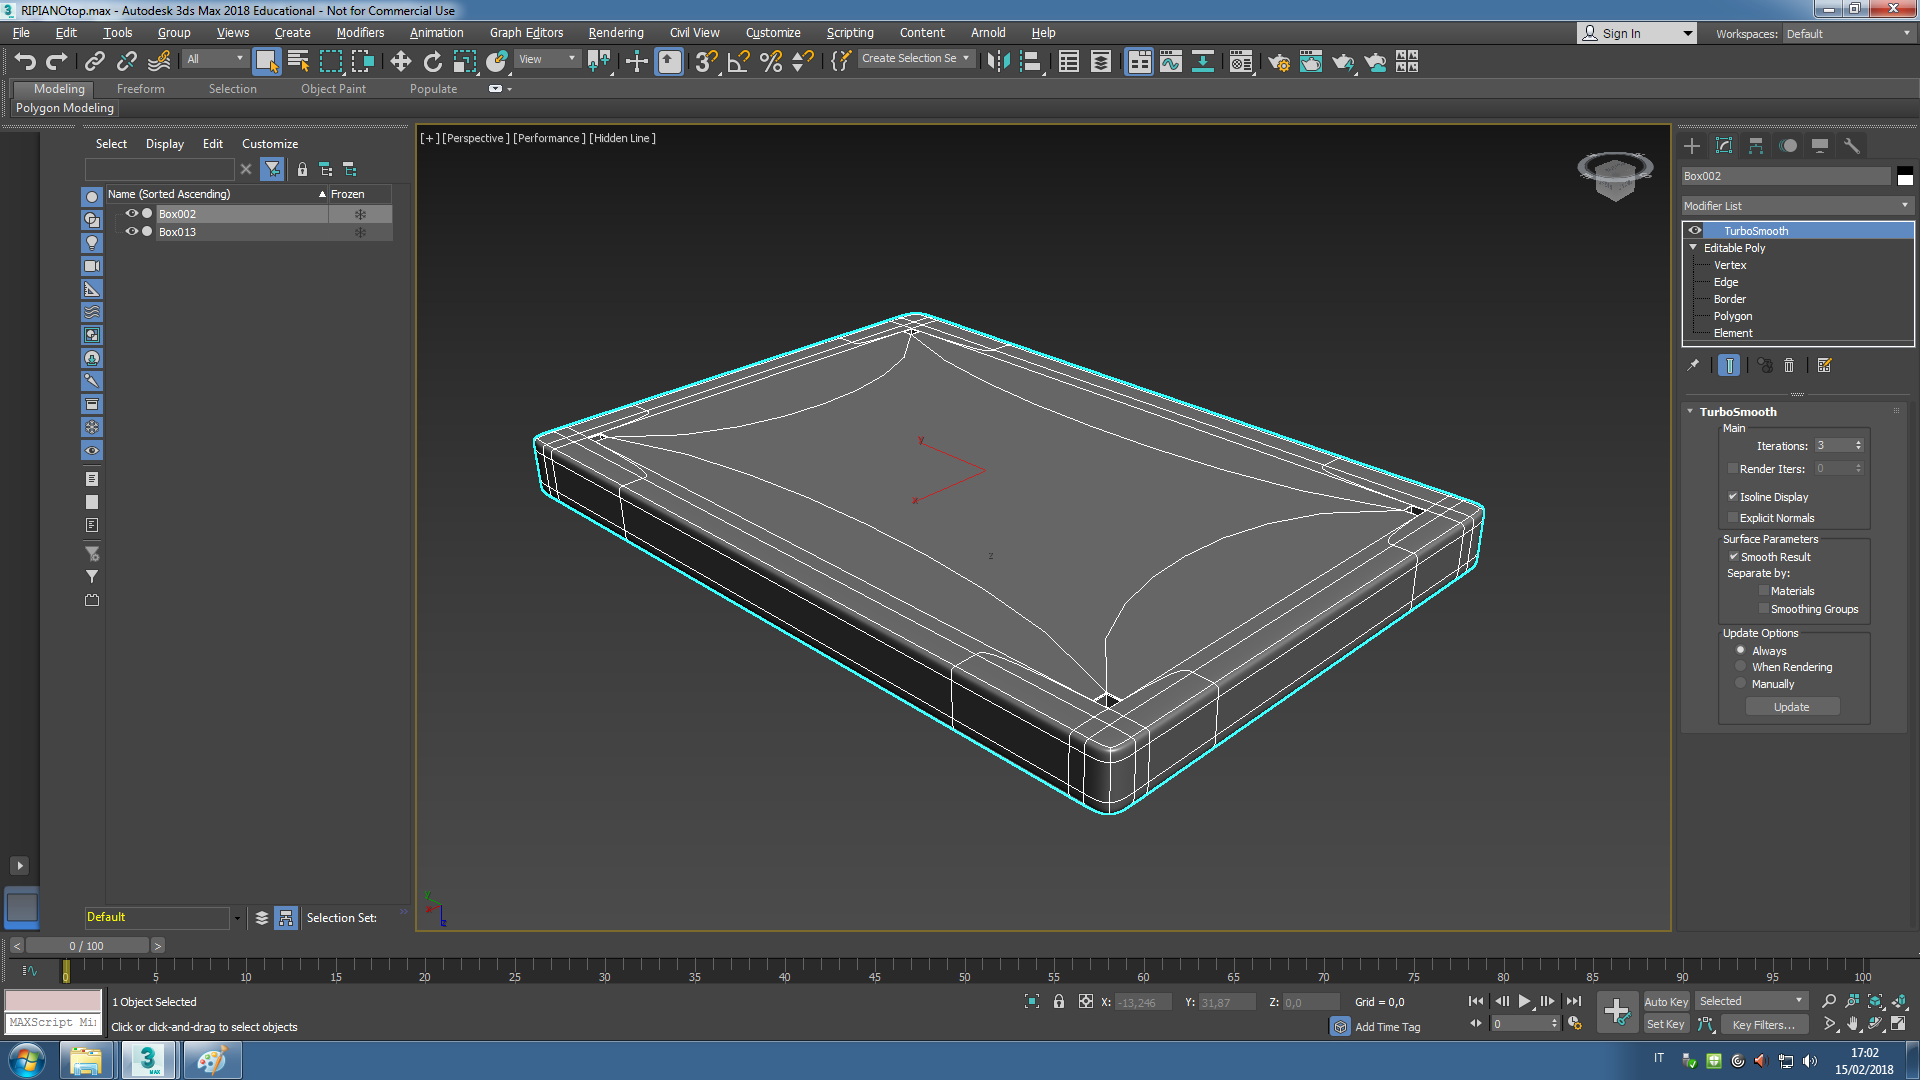 RIPIANOtop.max - Autodesk 3ds Max 2018 Educational - Not for Commercial Use
File Edit Tools Group Views Create Modifiers Animation Graph Editors Rendering Civil View Customize Scripting Content Arnold Help
Sign In Workspaces: Default
All View Create Selection Se
Modeling Freeform Selection Object Paint Populate
Polygon Modeling
Select Display Edit Customize
[+] [Perspective] [Performance] [Hidden Line]
Name (Sorted Ascending) Frozen
Box002
Box013
Box002
Modifier List
TurboSmooth
Editable Poly
Vertex
Edge
Border
Polygon
Element
TurboSmooth
Main
Iterations: 3
Render Iters: 0
Isoline Display
Explicit Normals
Surface Parameters
Smooth Result
Separate by:
Materials
Smoothing Groups
Update Options
Always
When Rendering
Manually
Update
y
x
z
Default Selection Set:
< 0 / 100 >
0 5 10 15 20 25 30 35 40 45 50 55 60 65 70 75 80 85 90 95 100
1 Object Selected X: -13,246 Y: 31,87 Z: 0,0 Grid = 0,0 Auto Key Selected
MAXScript Mi
Click or click-and-drag to select objects Add Time Tag 0 Set Key Key Filters...
3
MAX
IT
17:02
15/02/2018